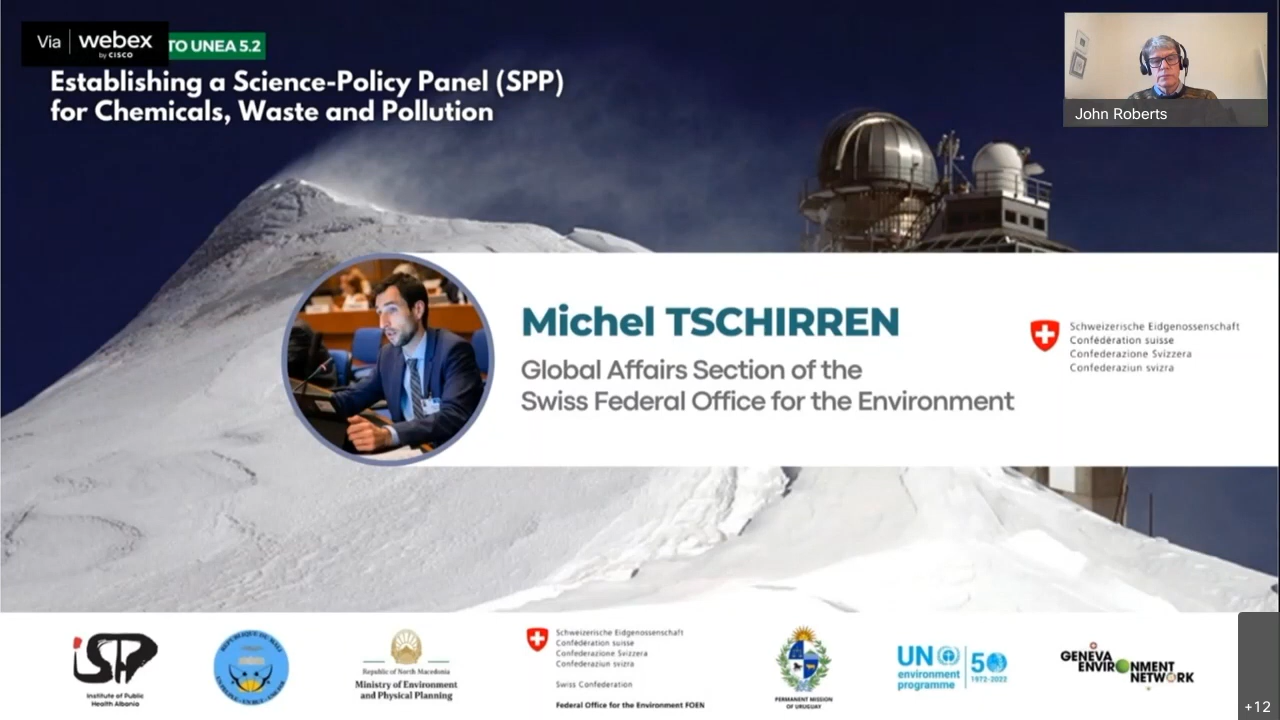 Via webex
by CISCO
TO UNEA 5.2
Establishing a Science-Policy Panel (SPP)
for Chemicals, Waste and Pollution
John Roberts
Michel TSCHIRREN
Global Affairs Section of the
Swiss Federal Office for the Environment
Schweizerische Eidgenossenschaft
Confédération suisse
Confederazione Svizzera
Confederaziun svizra
iSHP
Institute of Public
Health Albania
REPUBLIQUE DU MALI
Republic of North Macedonia
Ministry of Environment
and Physical Planning
Schweizerische Eidgenossenschaft
Confédération suisse
Confederazione Svizzera
Confederaziun svizra
Swiss Confederation
Federal Office for the Environment FOEN
PERMANENT MISSION
OF URUGUAY
UN
environment
programme
50
1972-2022
GENEVA
ENVIRONMENT
NETWORK
+12